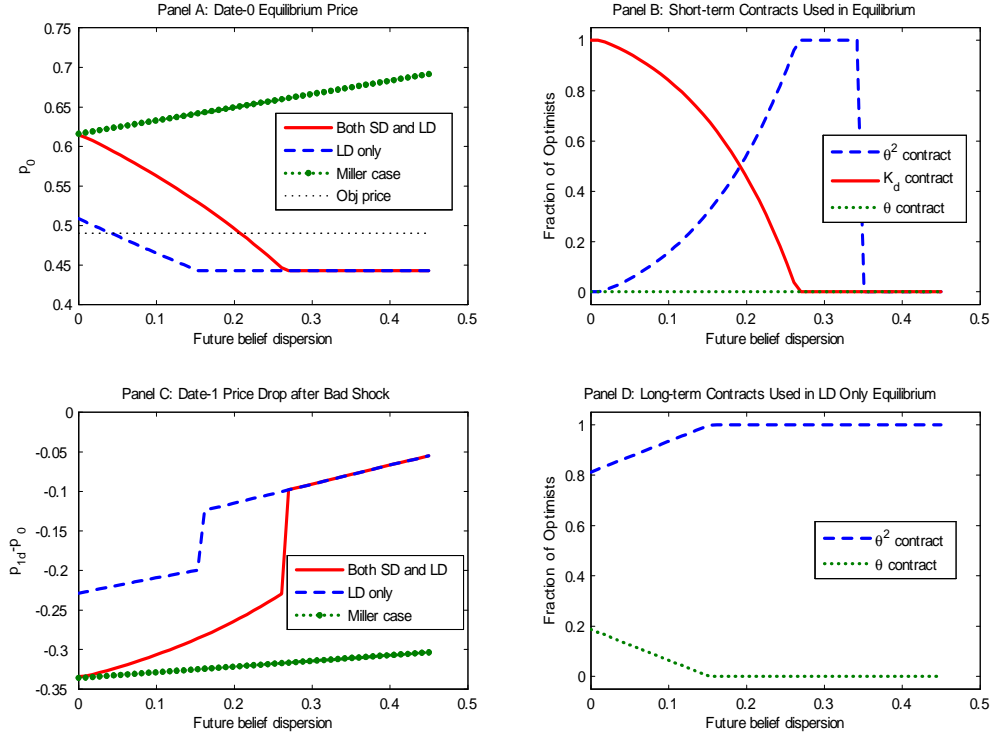 Panel A: Date-0 Equilibrium Price
0.75
0.7
0.65
0.6
0.55
0.5
0.45
0.4
p0
Both SD and LD
LD only
Miller case
Obj price
0 0.1 0.2 0.3 0.4 0.5
Future belief dispersion
Panel B: Short-term Contracts Used in Equilibrium
1
0.8
0.6
0.4
0.2
0
Fraction of Optimists
θ² contract
K_d contract
θ contract
0 0.1 0.2 0.3 0.4 0.5
Future belief dispersion
Panel C: Date-1 Price Drop after Bad Shock
0
-0.05
-0.1
-0.15
-0.2
-0.25
-0.3
-0.35
p1d-p0
Both SD and LD
LD only
Miller case
0 0.1 0.2 0.3 0.4 0.5
Future belief dispersion
Panel D: Long-term Contracts Used in LD Only Equilibrium
1
0.8
0.6
0.4
0.2
0
Fraction of Optimists
θ² contract
θ contract
0 0.1 0.2 0.3 0.4 0.5
Future belief dispersion